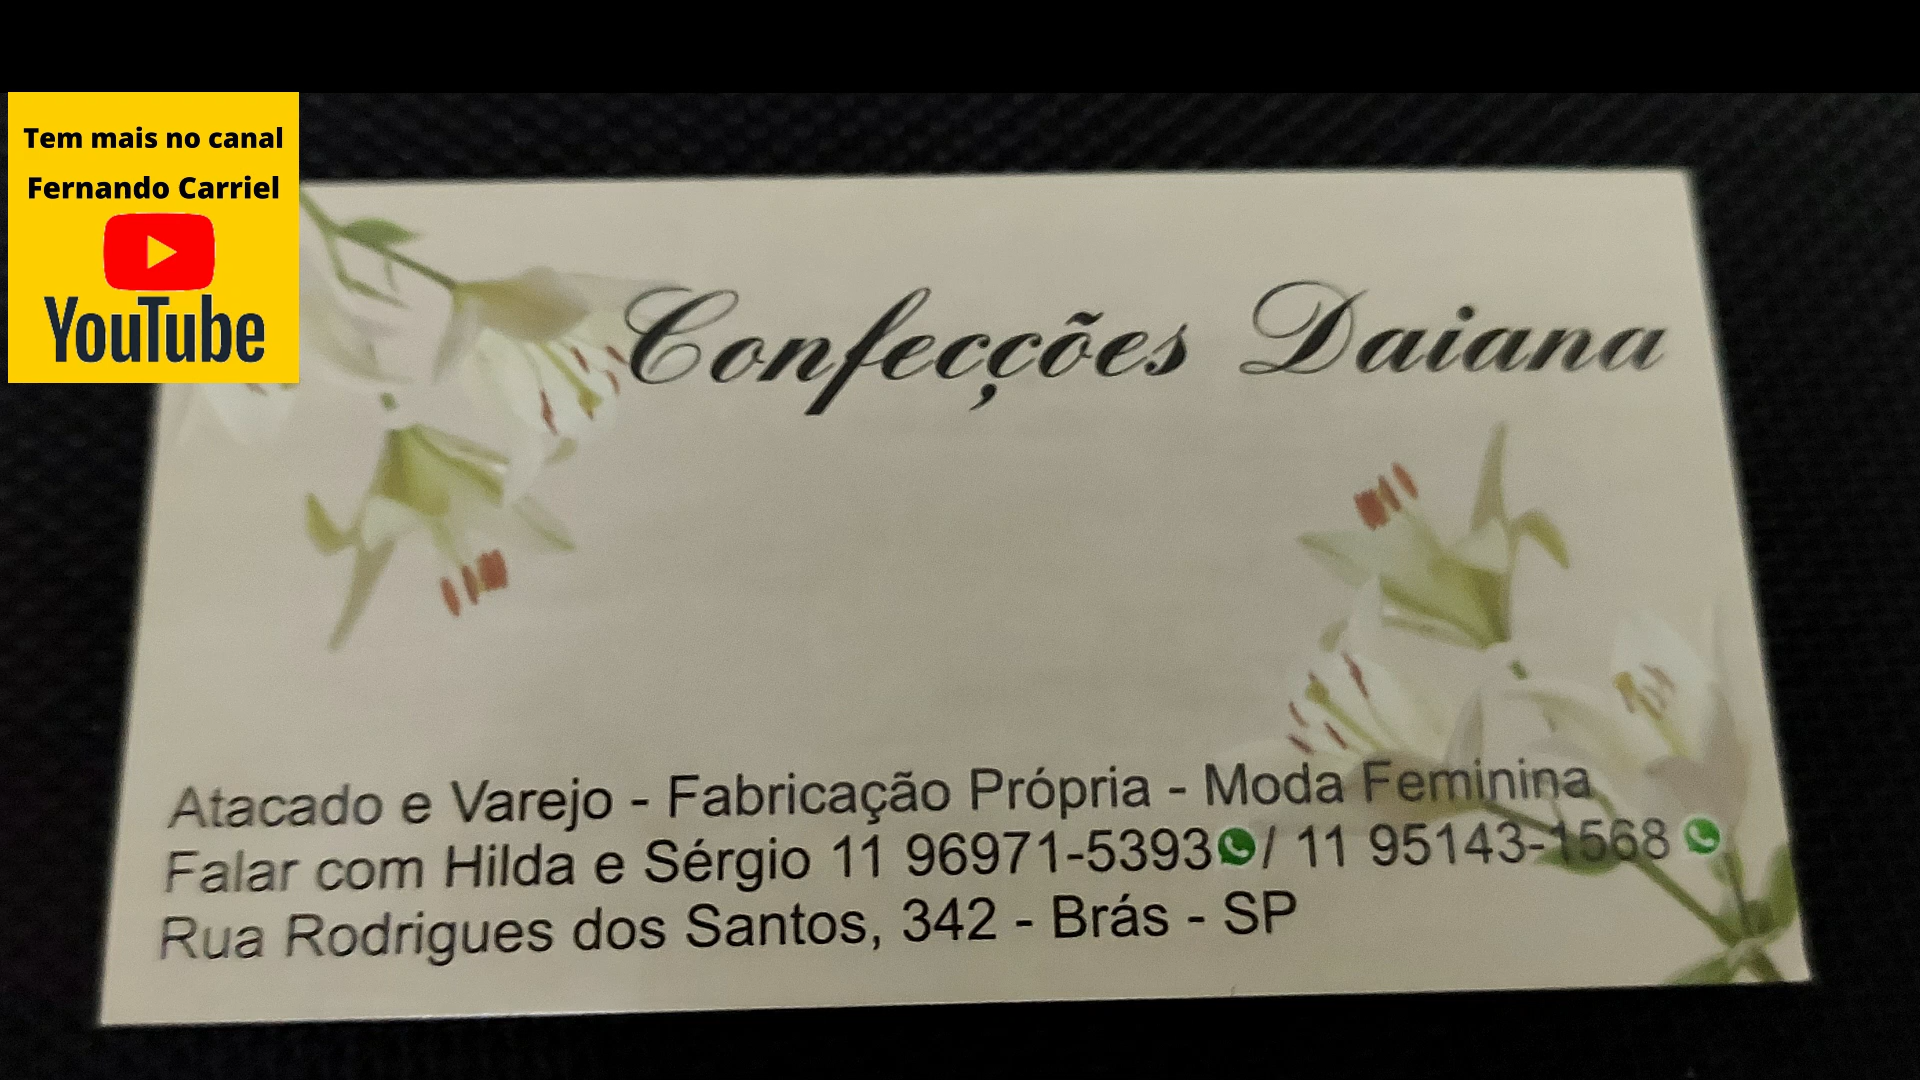 Tem mais no canal
Fernando Carriel
YouTube
Confecções Daiana
Atacado e Varejo - Fabricação Própria - Moda Feminina
Falar com Hilda e Sérgio 11 96971-5393 / 11 95143-1568
Rua Rodrigues dos Santos, 342 - Brás - SP